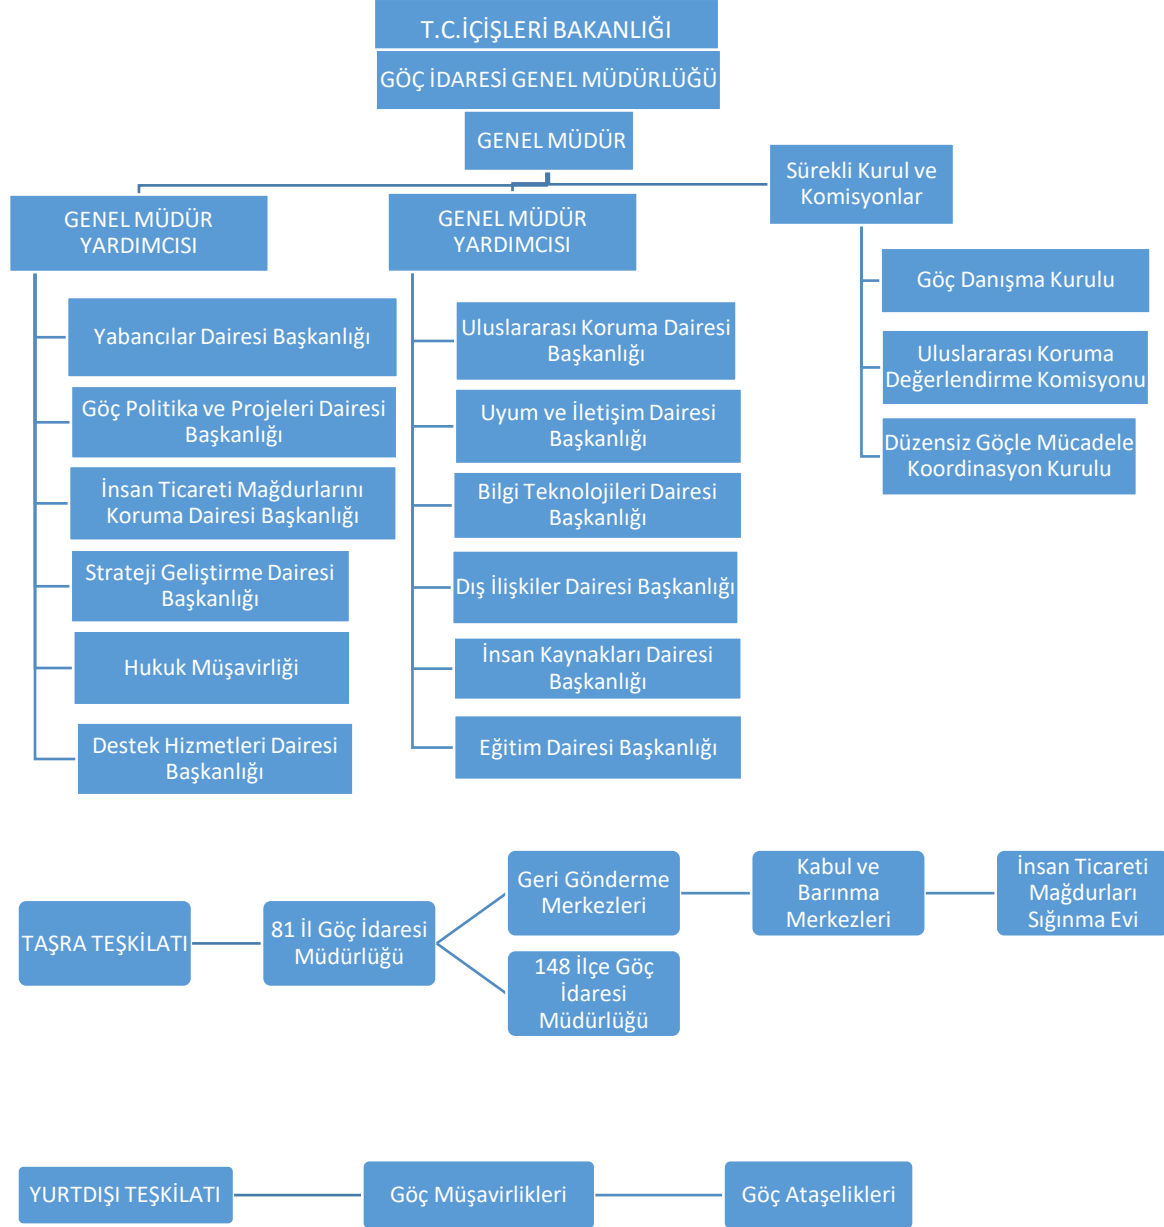 T.C.İÇİŞLERİ BAKANLIĞI
GÖÇ İDARESİ GENEL MÜDÜRLÜĞÜ
GENEL MÜDÜR
Sürekli Kurul ve
Komisyonlar
GENEL MÜDÜR
YARDIMCISI
GENEL MÜDÜR
YARDIMCISI
Göç Danışma Kurulu
Uluslararası Koruma
Değerlendirme Komisyonu
Düzensiz Göçle Mücadele
Koordinasyon Kurulu
Yabancılar Dairesi Başkanlığı
Göç Politika ve Projeleri Dairesi
Başkanlığı
İnsan Ticareti Mağdurlarını
Koruma Dairesi Başkanlığı
Strateji Geliştirme Dairesi
Başkanlığı
Hukuk Müşavirliği
Destek Hizmetleri Dairesi
Başkanlığı
Uluslararası Koruma Dairesi
Başkanlığı
Uyum ve İletişim Dairesi
Başkanlığı
Bilgi Teknolojileri Dairesi
Başkanlığı
Dış İlişkiler Dairesi Başkanlığı
İnsan Kaynakları Dairesi
Başkanlığı
Eğitim Dairesi Başkanlığı
TAŞRA TEŞKİLATI
81 İl Göç İdaresi
Müdürlüğü
Geri Gönderme
Merkezleri
Kabul ve
Barınma
Merkezleri
İnsan Ticareti
Mağdurları
Sığınma Evi
148 İlçe Göç
İdaresi
Müdürlüğü
YURTDIŞI TEŞKİLATI
Göç Müşavirlikleri
Göç Ataşelikleri